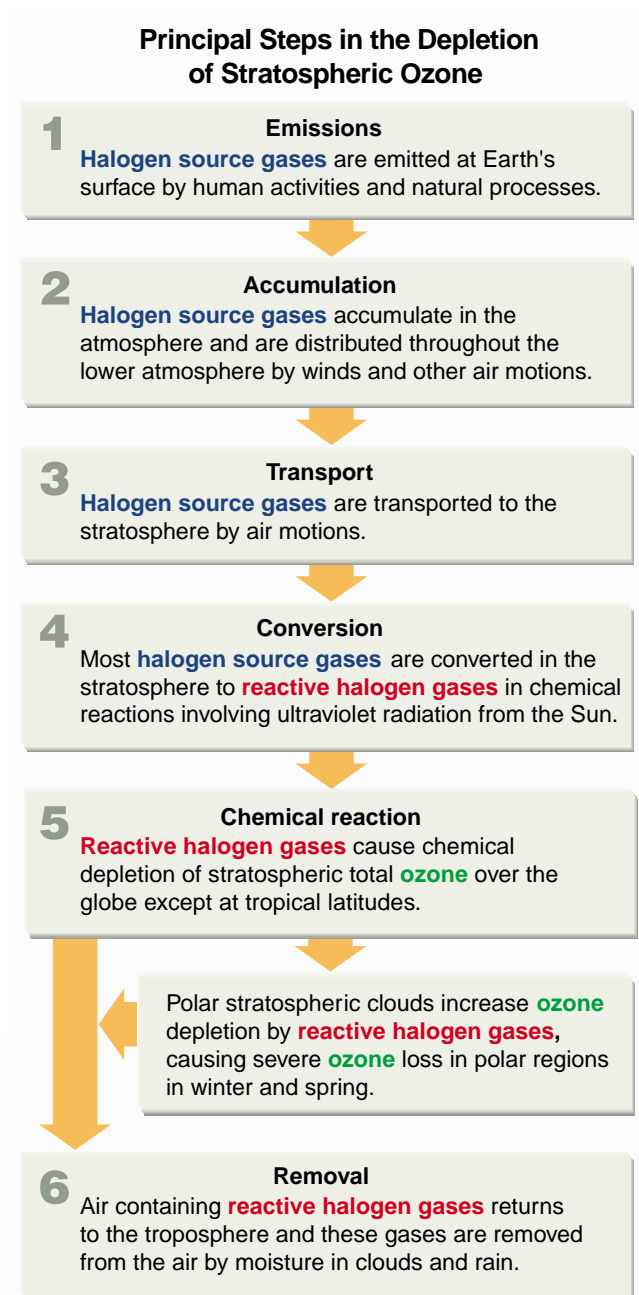 Principal Steps in the Depletion
of Stratospheric Ozone
1
Emissions
Halogen source gases are emitted at Earth's
surface by human activities and natural processes.
2
Accumulation
Halogen source gases accumulate in the
atmosphere and are distributed throughout the
lower atmosphere by winds and other air motions.
3
Transport
Halogen source gases are transported to the
stratosphere by air motions.
4
Conversion
Most halogen source gases are converted in the
stratosphere to reactive halogen gases in chemical
reactions involving ultraviolet radiation from the Sun.
5
Chemical reaction
Reactive halogen gases cause chemical
depletion of stratospheric total ozone over the
globe except at tropical latitudes.
Polar stratospheric clouds increase ozone
depletion by reactive halogen gases,
causing severe ozone loss in polar regions
in winter and spring.
6
Removal
Air containing reactive halogen gases returns
to the troposphere and these gases are removed
from the air by moisture in clouds and rain.